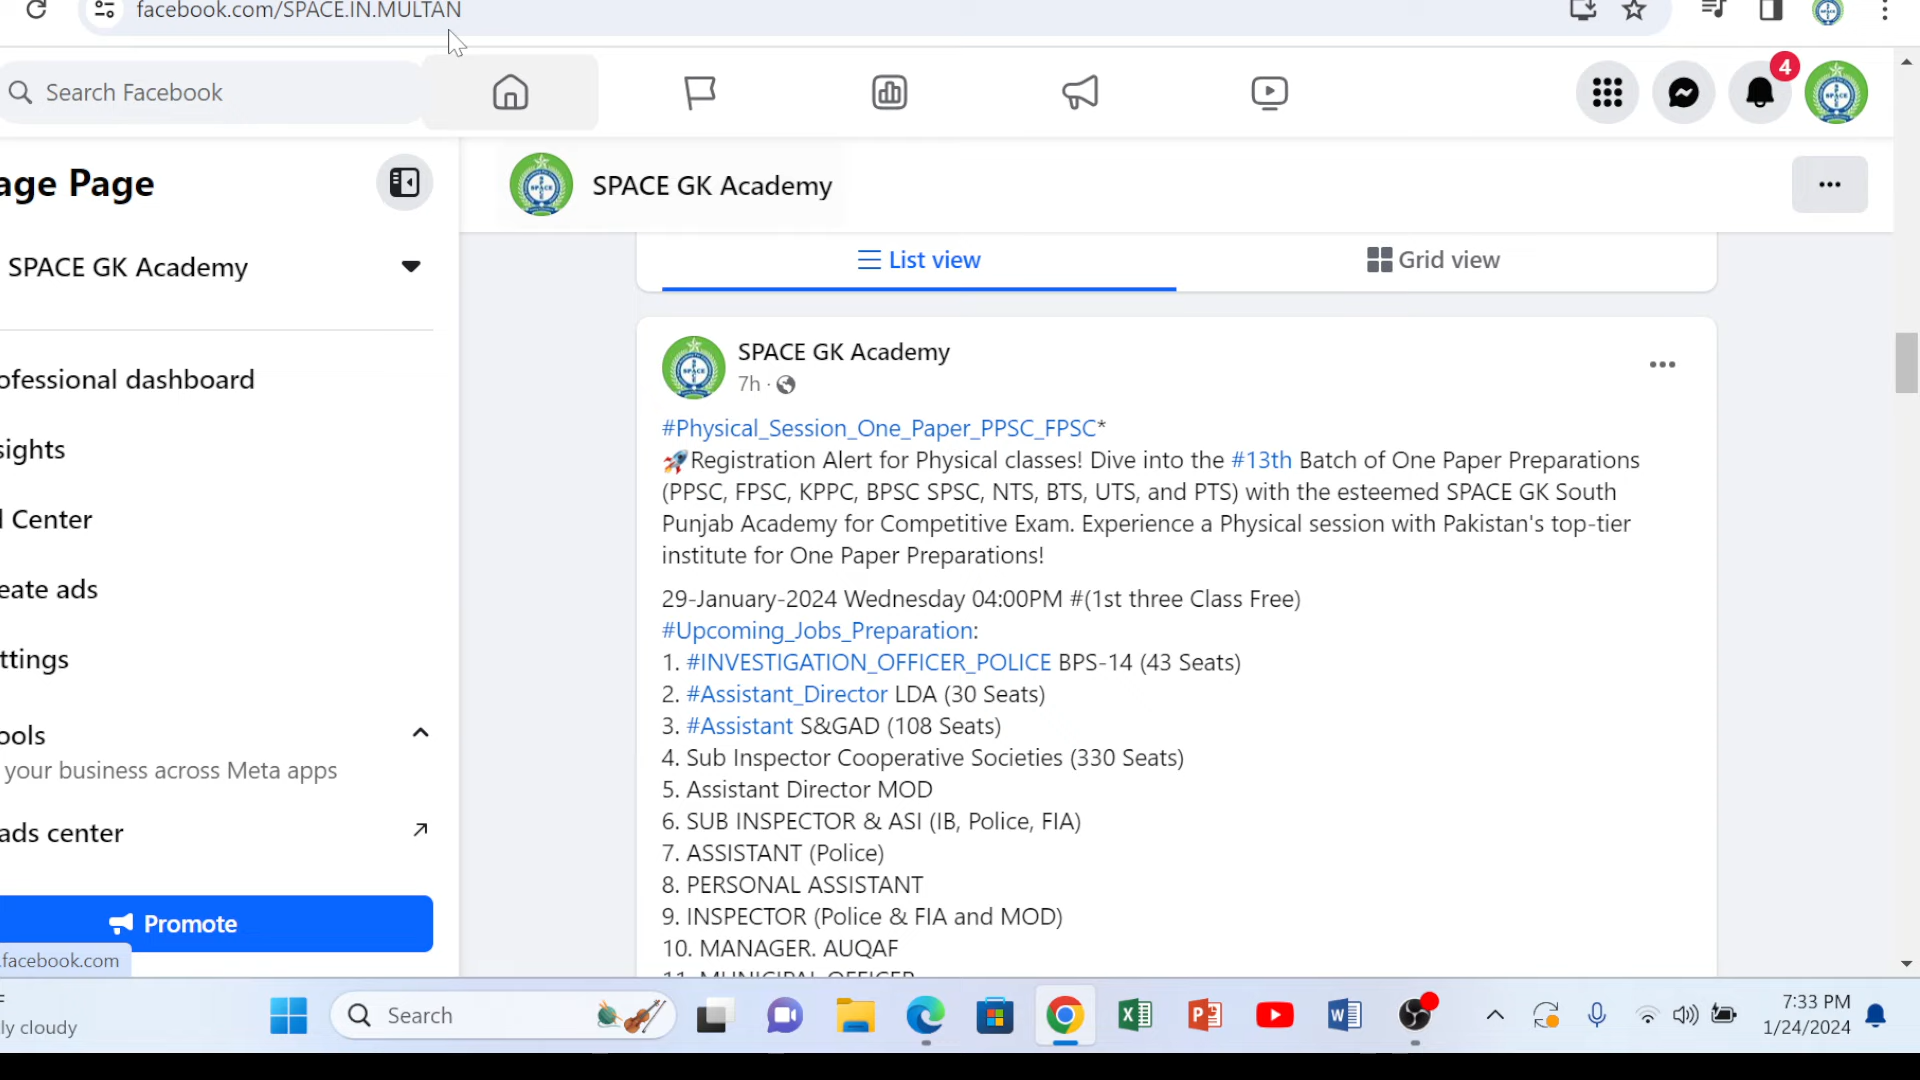 facebook.com/SPACE.IN.MULTAN
Search Facebook
4
age Page
SPACE GK Academy
SPACE GK Academy
ofessional dashboard
sights
l Center
eate ads
ttings
ools
your business across Meta apps
ads center
Promote
.facebook.com
List view
Grid view
SPACE GK Academy
7h ·
#Physical_Session_One_Paper_PPSC_FPSC*
🚀Registration Alert for Physical classes! Dive into the #13th Batch of One Paper Preparations
(PPSC, FPSC, KPPC, BPSC SPSC, NTS, BTS, UTS, and PTS) with the esteemed SPACE GK South
Punjab Academy for Competitive Exam. Experience a Physical session with Pakistan's top-tier
institute for One Paper Preparations!
29-January-2024 Wednesday 04:00PM #(1st three Class Free)
#Upcoming_Jobs_Preparation:
1. #INVESTIGATION_OFFICER_POLICE BPS-14 (43 Seats)
2. #Assistant_Director LDA (30 Seats)
3. #Assistant S&GAD (108 Seats)
4. Sub Inspector Cooperative Societies (330 Seats)
5. Assistant Director MOD
6. SUB INSPECTOR & ASI (IB, Police, FIA)
7. ASSISTANT (Police)
8. PERSONAL ASSISTANT
9. INSPECTOR (Police & FIA and MOD)
10. MANAGER. AUQAF
11. MUNICIPAL OFFICER
ly cloudy
Search
7:33 PM
1/24/2024